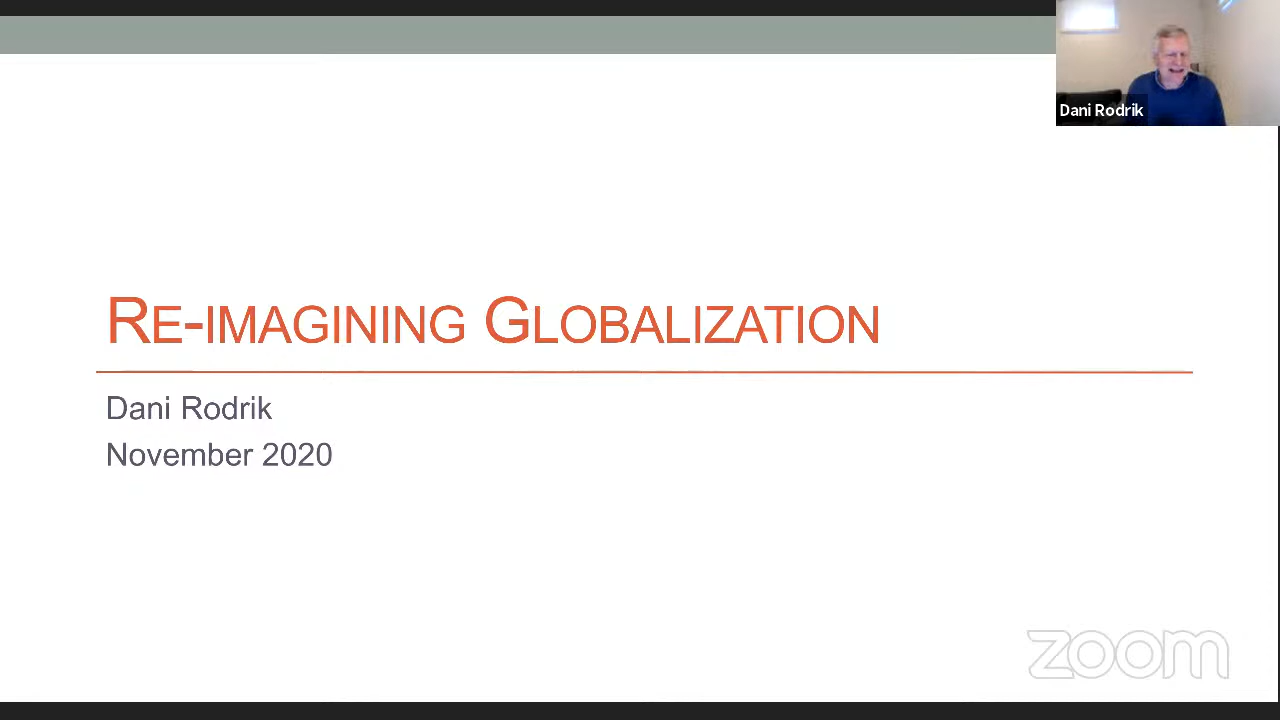 Dani Rodrik
RE-IMAGINING GLOBALIZATION
Dani Rodrik
November 2020
zoom